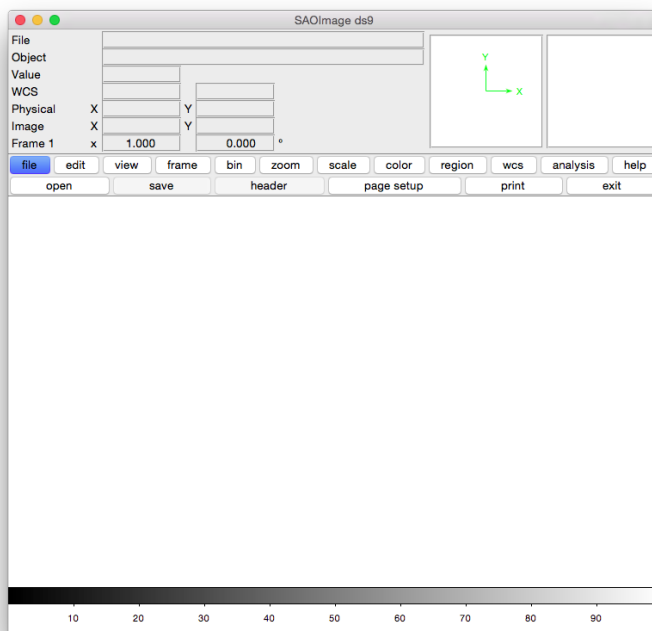 SAOImage ds9
File
Object
Value
WCS
Physical X Y
Image X Y
Frame 1 x 1.000 0.000 °
Y
X
file edit view frame bin zoom scale color region wcs analysis help
open save header page setup print exit
10 20 30 40 50 60 70 80 90